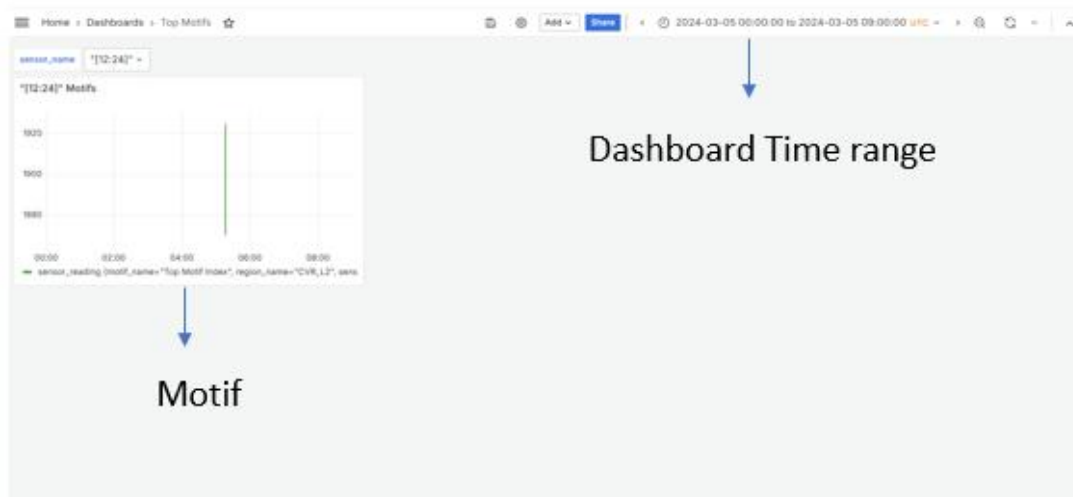 Home › Dashboards › Top Motifs
Add
Share
2024-03-05 00:00:00 to 2024-03-05 09:00:00 UTC
sensor_name
"[12:24]"
"[12:24]" Motifs
1920
1900
1880
00:00 02:00 04:00 06:00 08:00
sensor_reading {motif_name="Top Motif Index", region_name="CVR, L2", sens
Dashboard Time range
Motif